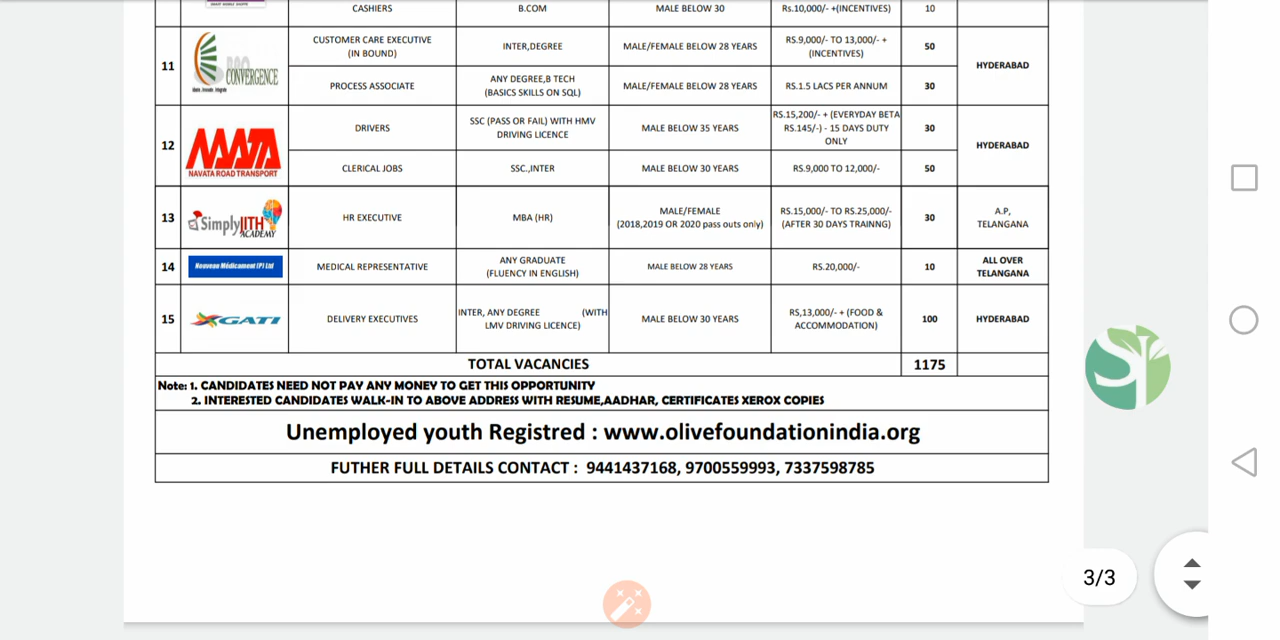 CASHIERS B.COM MALE BELOW 30 Rs.10,000/- +(INCENTIVES) 10
11 CONVERGENCE CUSTOMER CARE EXECUTIVE (IN BOUND) INTER,DEGREE MALE/FEMALE BELOW 28 YEARS RS.9,000/- TO 13,000/- + (INCENTIVES) 50 HYDERABAD
PROCESS ASSOCIATE ANY DEGREE,B TECH (BASICS SKILLS ON SQL) MALE/FEMALE BELOW 28 YEARS RS.1.5 LACS PER ANNUM 30
12 NAVATA ROAD TRANSPORT DRIVERS SSC (PASS OR FAIL) WITH HMV DRIVING LICENCE MALE BELOW 35 YEARS RS.15,200/- + (EVERYDAY BETA RS.145/-) - 15 DAYS DUTY ONLY 30 HYDERABAD
CLERICAL JOBS SSC.,INTER MALE BELOW 30 YEARS RS.9,000 TO 12,000/- 50
13 Simply JITH ACADEMY HR EXECUTIVE MBA (HR) MALE/FEMALE (2018,2019 OR 2020 pass outs only) RS.15,000/- TO RS.25,000/- (AFTER 30 DAYS TRAINNG) 30 A.P, TELANGANA
14 Nouveau Médicament (P) Ltd MEDICAL REPRESENTATIVE ANY GRADUATE (FLUENCY IN ENGLISH) MALE BELOW 28 YEARS RS.20,000/- 10 ALL OVER TELANGANA
15 GATI DELIVERY EXECUTIVES INTER, ANY DEGREE (WITH LMV DRIVING LICENCE) MALE BELOW 30 YEARS RS,13,000/- + (FOOD & ACCOMMODATION) 100 HYDERABAD
TOTAL VACANCIES 1175
Note: 1. CANDIDATES NEED NOT PAY ANY MONEY TO GET THIS OPPORTUNITY
2. INTERESTED CANDIDATES WALK-IN TO ABOVE ADDRESS WITH RESUME,AADHAR, CERTIFICATES XEROX COPIES
Unemployed youth Registred : www.olivefoundationindia.org
FUTHER FULL DETAILS CONTACT : 9441437168, 9700559993, 7337598785
3/3